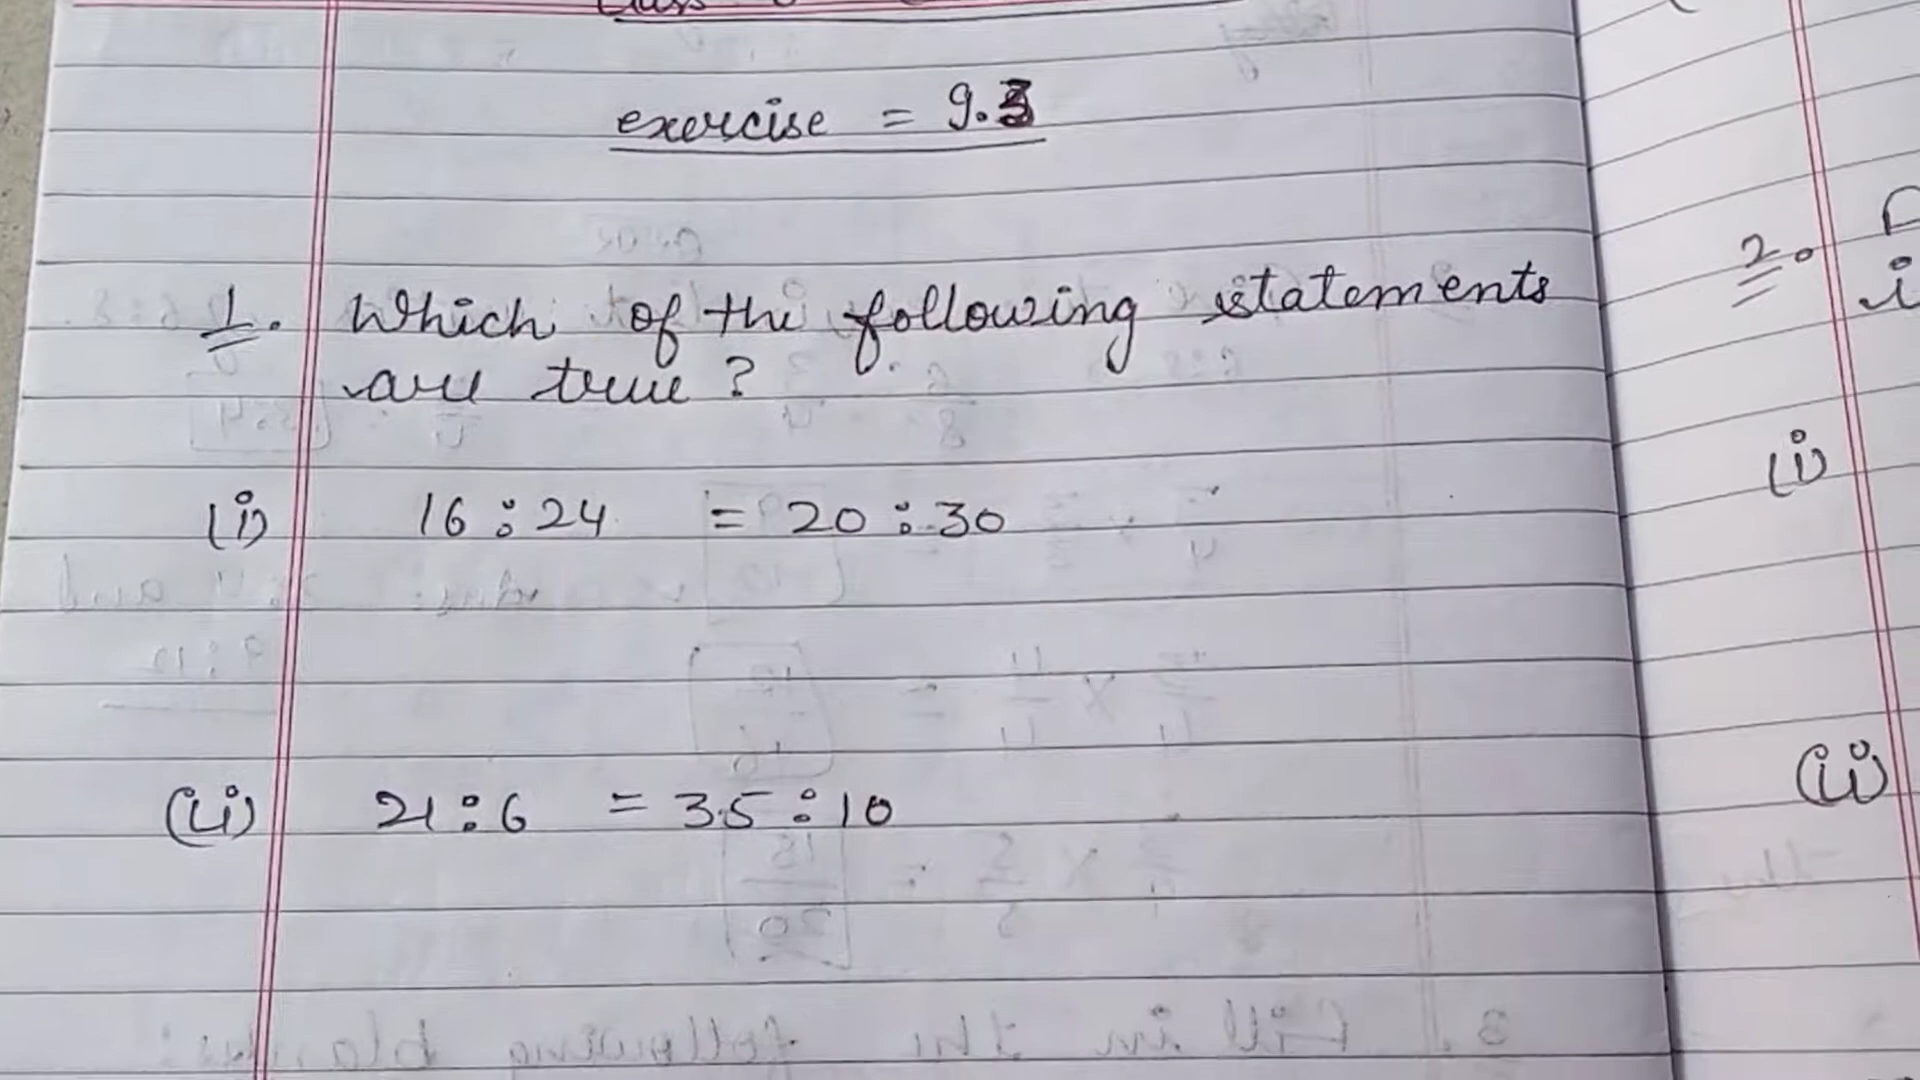 Class
exercise = 9.3
1. Which of the following statements
are true ?
(i) 16 : 24 = 20 : 30
(ii) 21 : 6 = 35 : 10
2.
i
(i)
(ii)